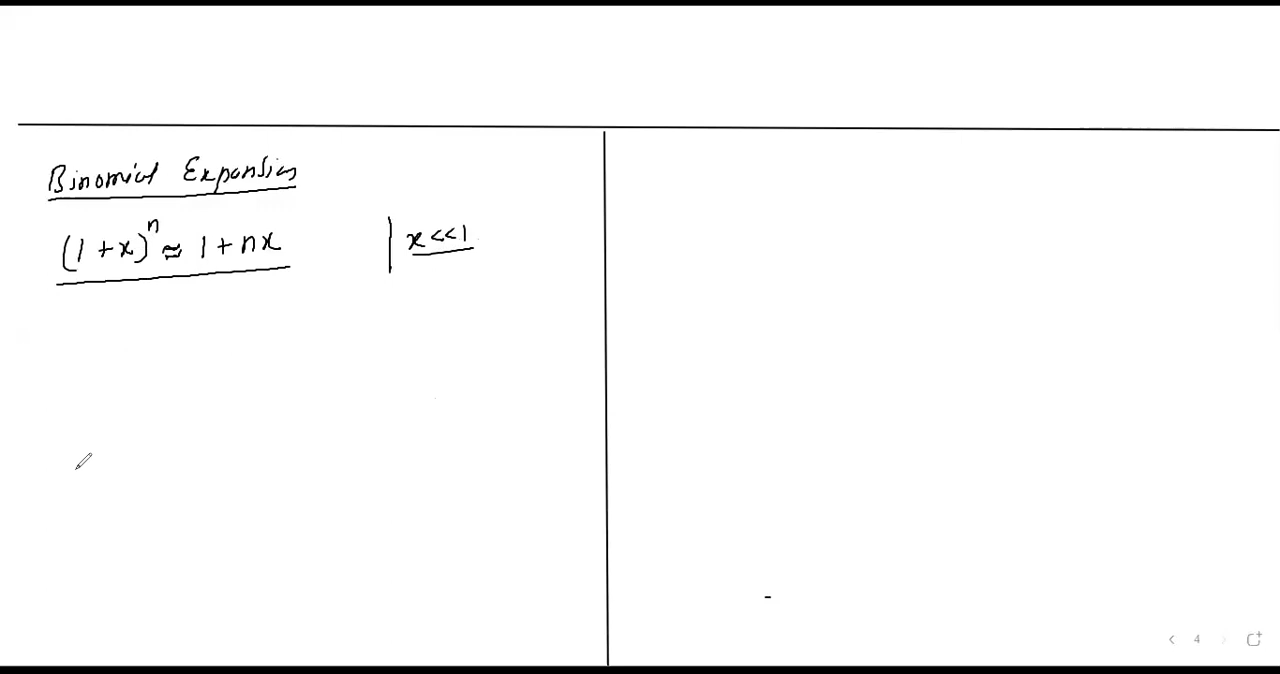 Binomial Expansion
(1+x)^n ≈ 1+nx | x<<1
4